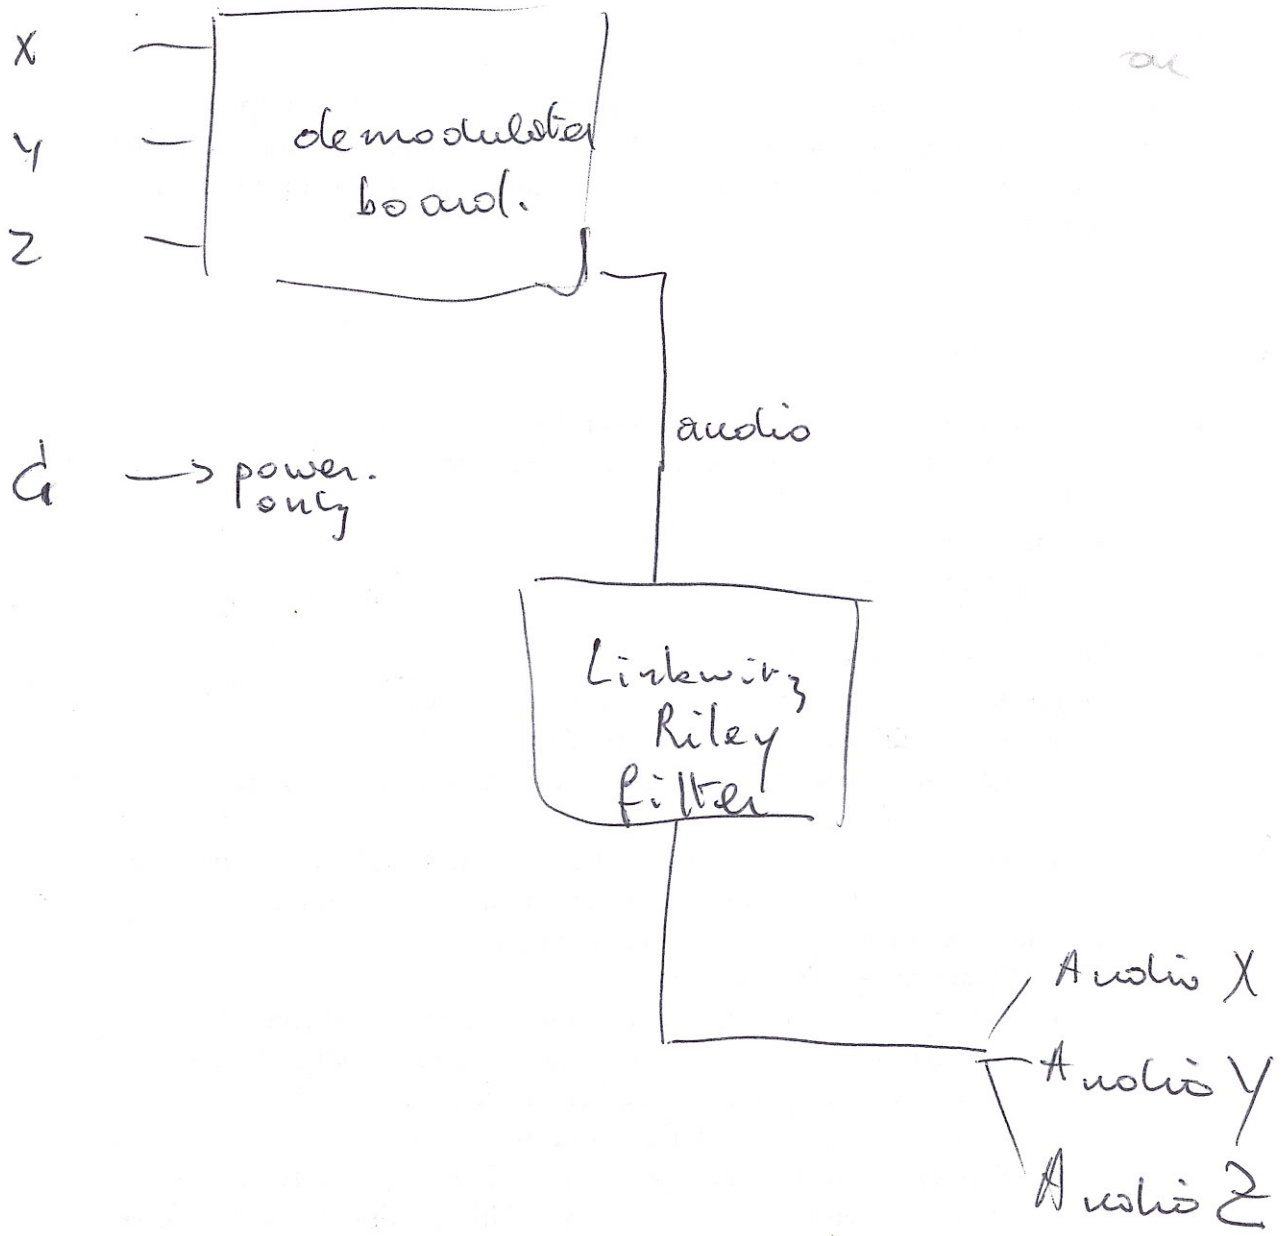 X
Y
Z
demodulator
board.
audio
→ power.
only
Linkwitz
Riley
filter
Audio X
Audio Y
Audio Z